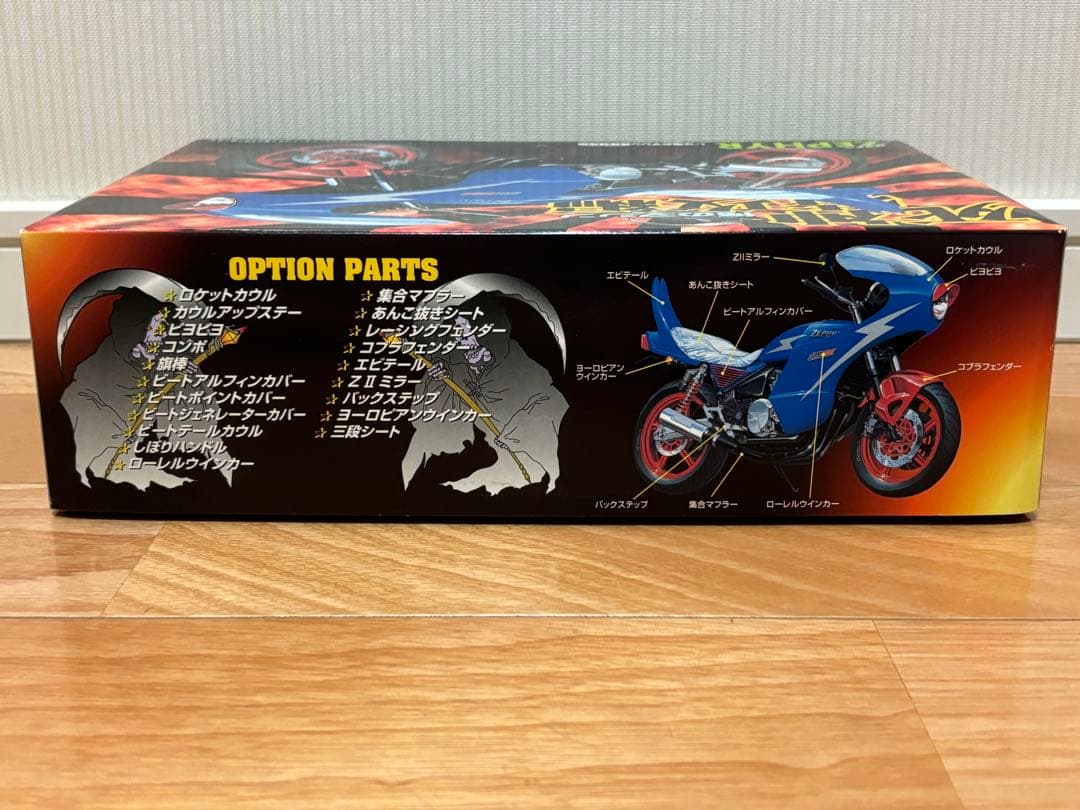 ZEPHYR
OPTION PARTS
☆ロケットカウル
☆カウルアップステー
☆ピヨピヨ
☆コンポ
☆旗棒
☆ビートアルフィンカバー
☆ビートポイントカバー
☆ビートジェネレーターカバー
☆ビートテールカウル
☆しぼりハンドル
☆ローレルウインカー
☆集合マフラー
☆あんこ抜きシート
☆レーシングフェンダー
☆コブラフェンダー
☆エビテール
☆ZⅡミラー
☆バックステップ
☆ヨーロピアンウインカー
☆三段シート
ZⅡミラー
ロケットカウル
エビテール
あんこ抜きシート
ピヨピヨ
ビートアルフィンカバー
ヨーロピアン
ウインカー
コブラフェンダー
バックステップ
集合マフラー
ローレルウインカー